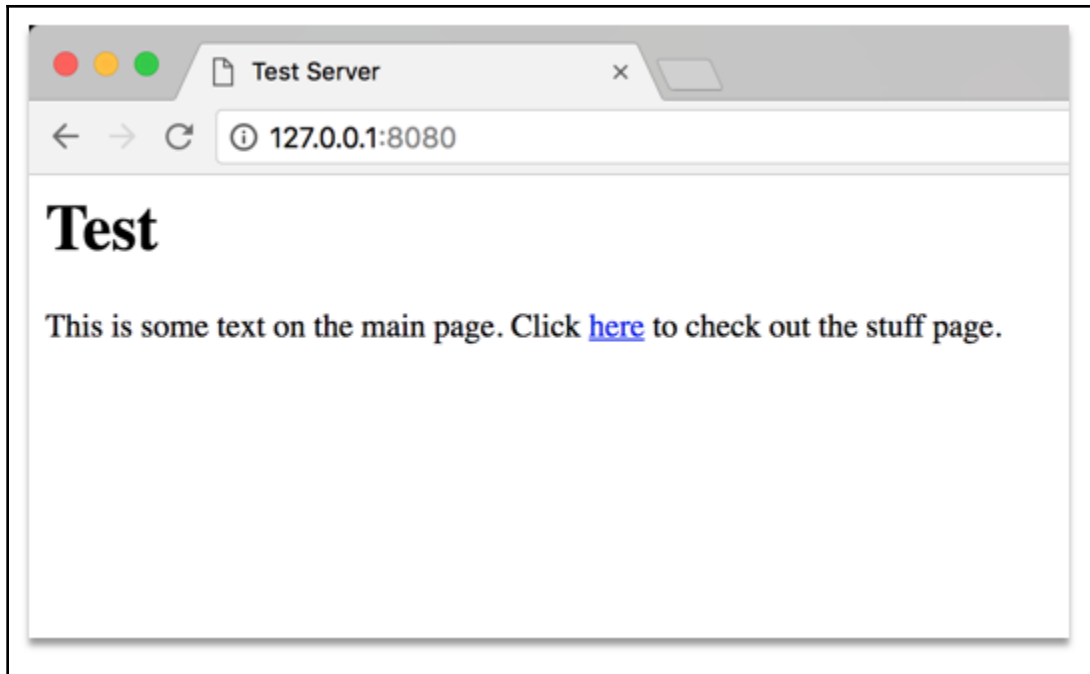 Test Server
127.0.0.1:8080
Test
This is some text on the main page. Click here to check out the stuff page.